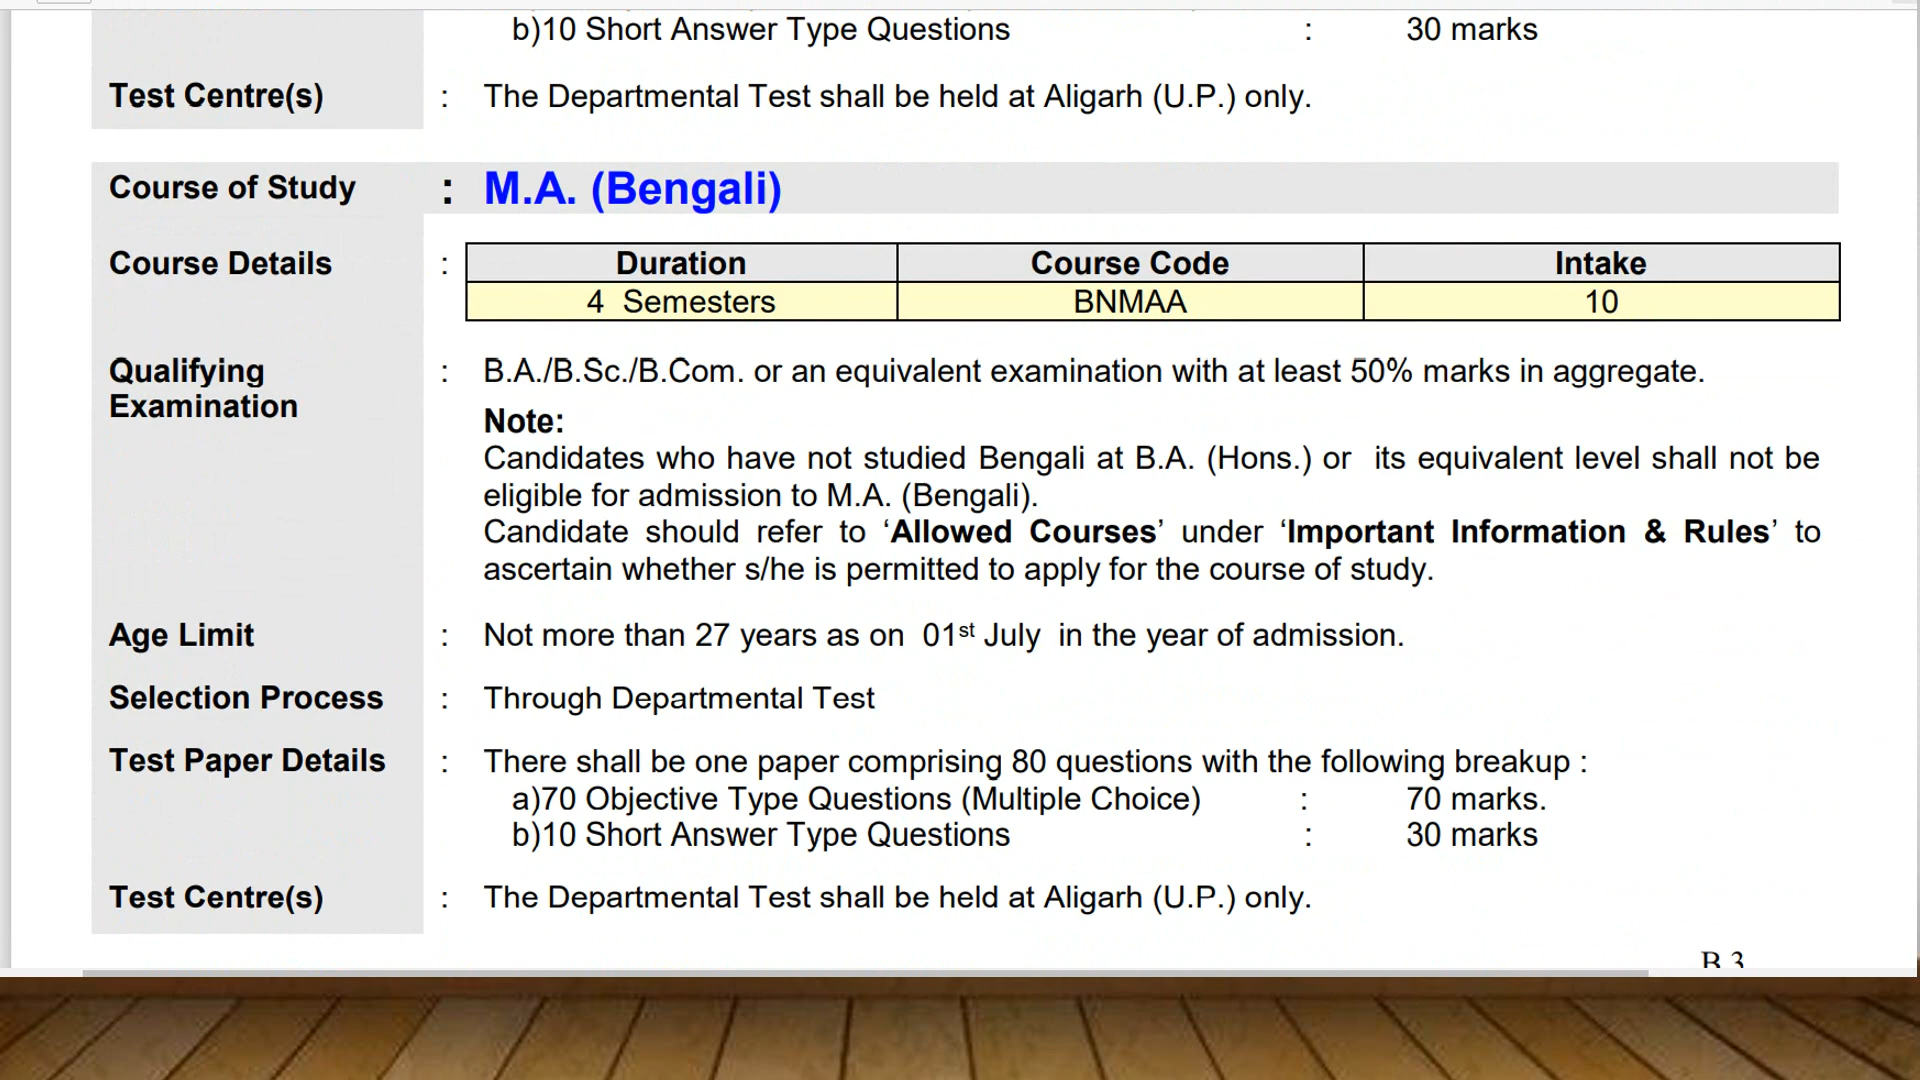 b)10 Short Answer Type Questions : 30 marks
Test Centre(s) : The Departmental Test shall be held at Aligarh (U.P.) only.
Course of Study : M.A. (Bengali)
Course Details : Duration Course Code Intake
4 Semesters BNMAA 10
Qualifying : B.A./B.Sc./B.Com. or an equivalent examination with at least 50% marks in aggregate.
Examination
Note:
Candidates who have not studied Bengali at B.A. (Hons.) or its equivalent level shall not be
eligible for admission to M.A. (Bengali).
Candidate should refer to ‘Allowed Courses’ under ‘Important Information & Rules’ to
ascertain whether s/he is permitted to apply for the course of study.
Age Limit : Not more than 27 years as on 01st July in the year of admission.
Selection Process : Through Departmental Test
Test Paper Details : There shall be one paper comprising 80 questions with the following breakup :
a)70 Objective Type Questions (Multiple Choice) : 70 marks.
b)10 Short Answer Type Questions : 30 marks
Test Centre(s) : The Departmental Test shall be held at Aligarh (U.P.) only.
B.3